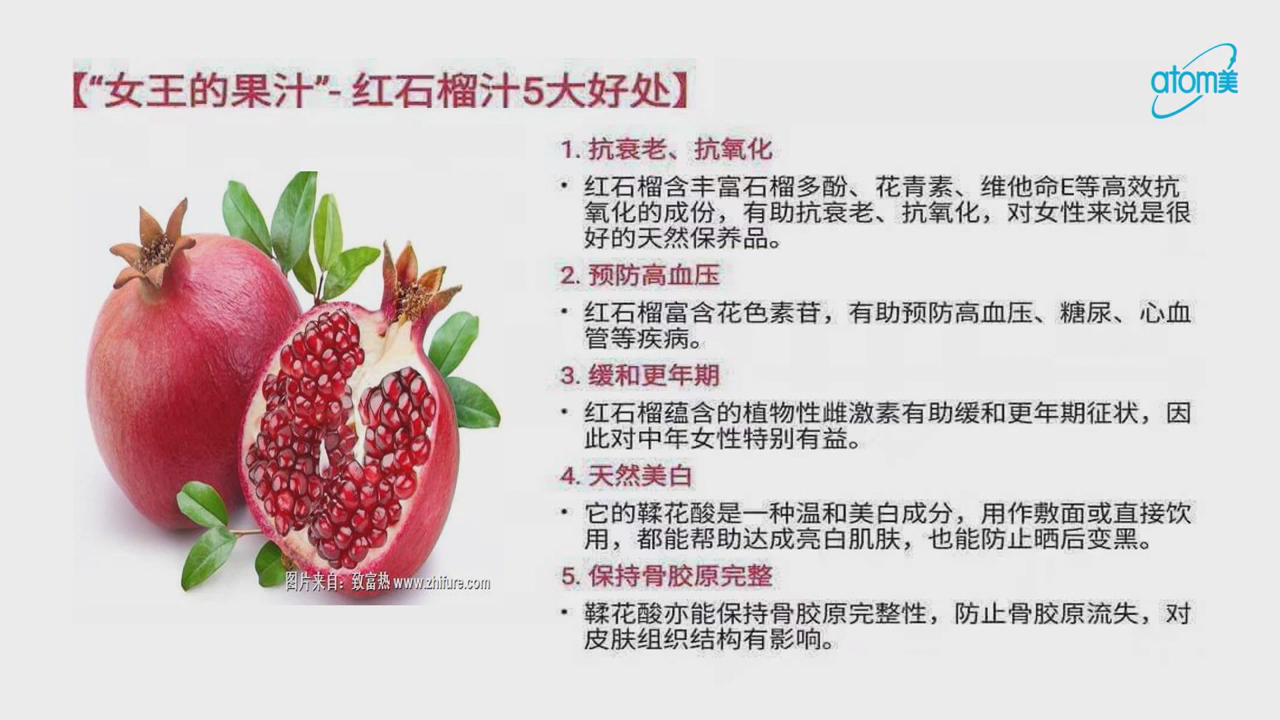 【“女王的果汁”- 红石榴汁5大好处】
atom美
1. 抗衰老、抗氧化
• 红石榴含丰富石榴多酚、花青素、维他命E等高效抗
氧化的成份，有助抗衰老、抗氧化，对女性来说是很
好的天然保养品。
2. 预防高血压
• 红石榴富含花色素苷，有助预防高血压、糖尿、心血
管等疾病。
3. 缓和更年期
• 红石榴蕴含的植物性雌激素有助缓和更年期征状，因
此对中年女性特别有益。
4. 天然美白
• 它的鞣花酸是一种温和美白成分，用作敷面或直接饮
用，都能帮助达成亮白肌肤，也能防止晒后变黑。
5. 保持骨胶原完整
• 鞣花酸亦能保持骨胶原完整性，防止骨胶原流失，对
皮肤组织结构有影响。
图片来自：致富热 www.zhifure.com